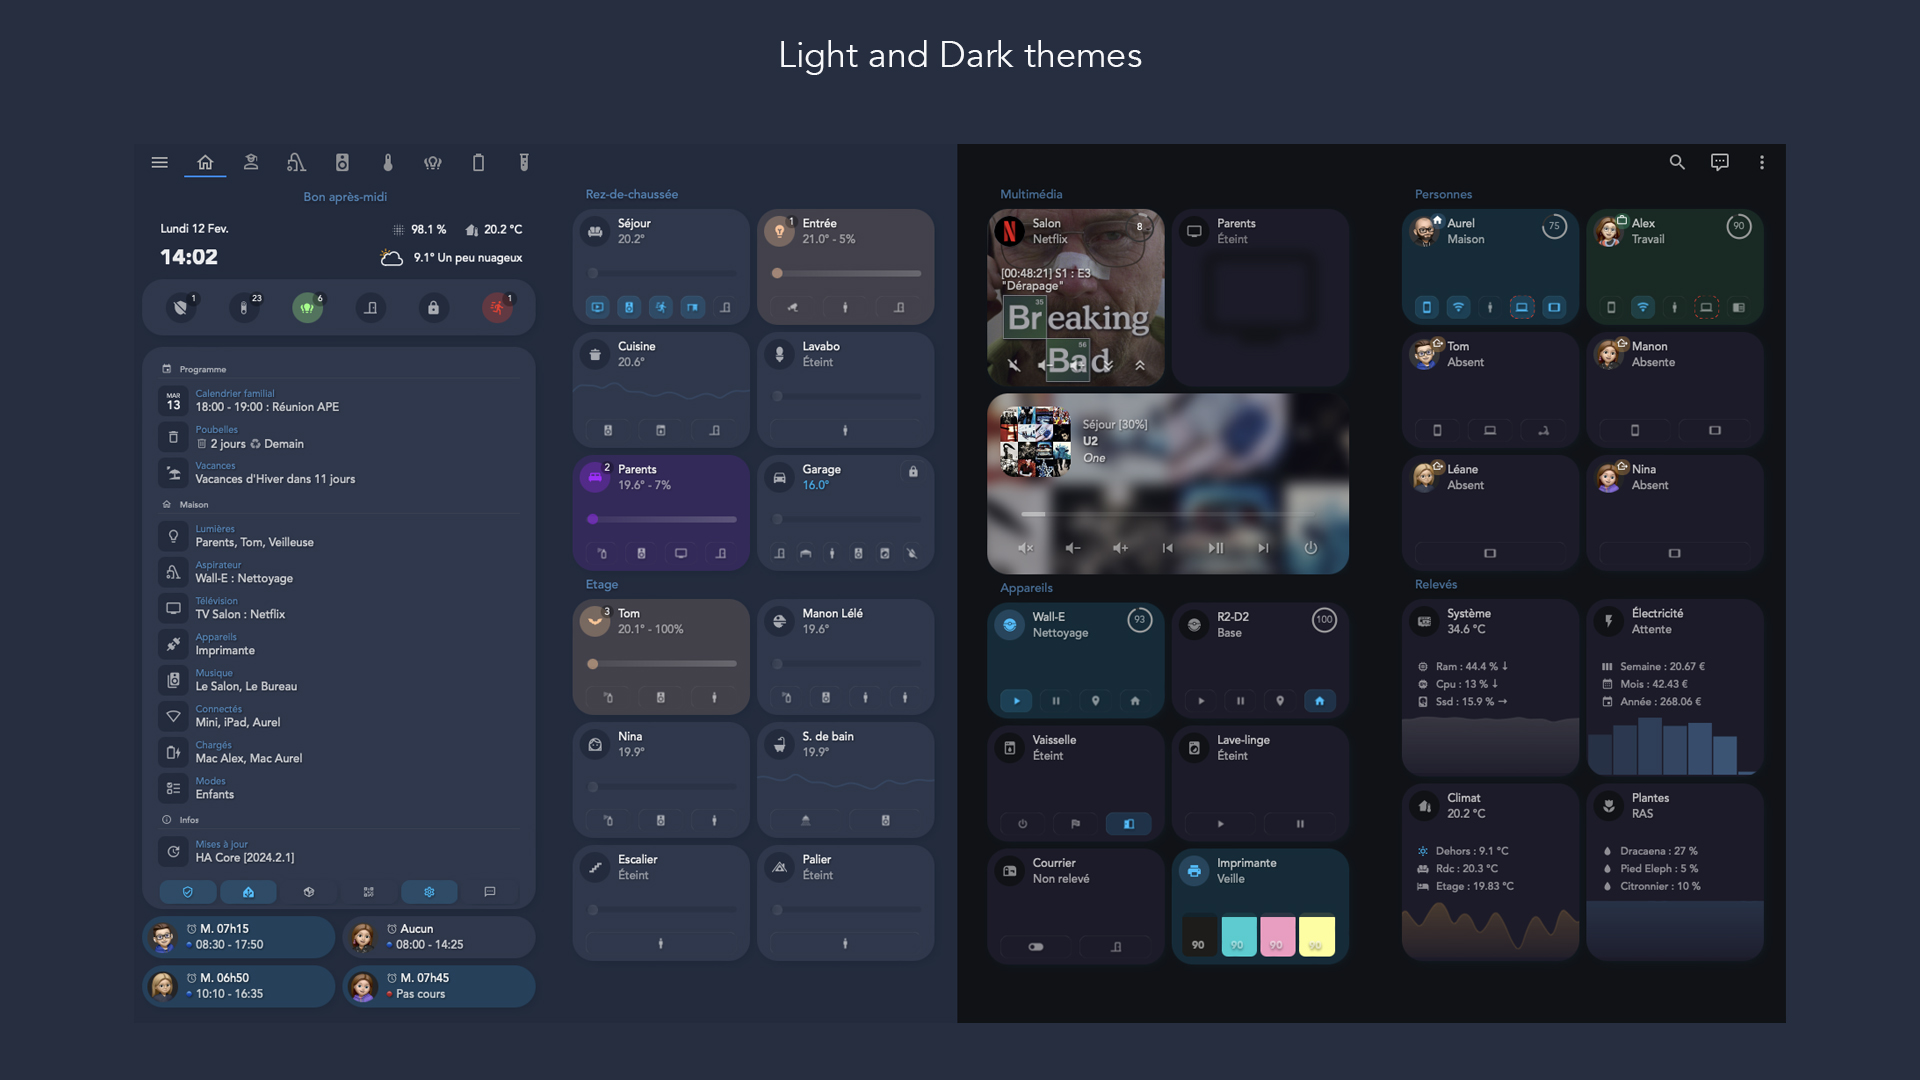 Light and Dark themes
Bon après-midi
Lundi 12 Fev.
98.1 %
20.2 °C
14:02
9.1° Un peu nuageux
1
23
6
1
Programme
MAR
13
Calendrier familial
18:00 - 19:00 : Réunion APE
Poubelles
2 jours ♻ Demain
Vacances
Vacances d'Hiver dans 11 jours
Maison
Lumières
Parents, Tom, Veilleuse
Aspirateur
Wall-E : Nettoyage
Télévision
TV Salon : Netflix
Appareils
Imprimante
Musique
Le Salon, Le Bureau
Connectés
Mini, iPad, Aurel
Chargés
Mac Alex, Mac Aurel
Modes
Enfants
Infos
Mises à jour
HA Core [2024.2.1]
M. 07h15
08:30 - 17:50
Aucun
08:00 - 14:25
M. 06h50
10:10 - 16:35
M. 07h45
Pas cours
Rez-de-chaussée
Séjour
20.2°
1
Entrée
21.0° - 5%
Cuisine
20.6°
Lavabo
Éteint
2
Parents
19.6° - 7%
Garage
16.0°
Etage
3
Tom
20.1° - 100%
Manon Lélé
19.6°
Nina
19.9°
S. de bain
19.9°
Escalier
Éteint
Palier
Éteint
Multimédia
Salon
Netflix
8
[00:48:21] S1 : E3
"Dérapage"
35
Breaking
56
Bad
Parents
Éteint
Séjour [30%]
U2
One
Appareils
Wall-E
Nettoyage
93
R2-D2
Base
100
Vaisselle
Éteint
Lave-linge
Éteint
Courrier
Non relevé
Imprimante
Veille
90
90
90
90
Personnes
Aurel
Maison
75
Alex
Travail
90
Tom
Absent
Manon
Absente
Léane
Absent
Nina
Absent
Relevés
Système
34.6 °C
Ram : 44.4 % ↓
Cpu : 13 % ↓
Ssd : 15.9 % →
Électricité
Attente
Semaine : 20.67 €
Mois : 42.43 €
Année : 268.06 €
Climat
20.2 °C
Dehors : 9.1 °C
Rdc : 20.3 °C
Etage : 19.83 °C
Plantes
RAS
Dracaena : 27 %
Pied Eleph : 5 %
Citronnier : 10 %